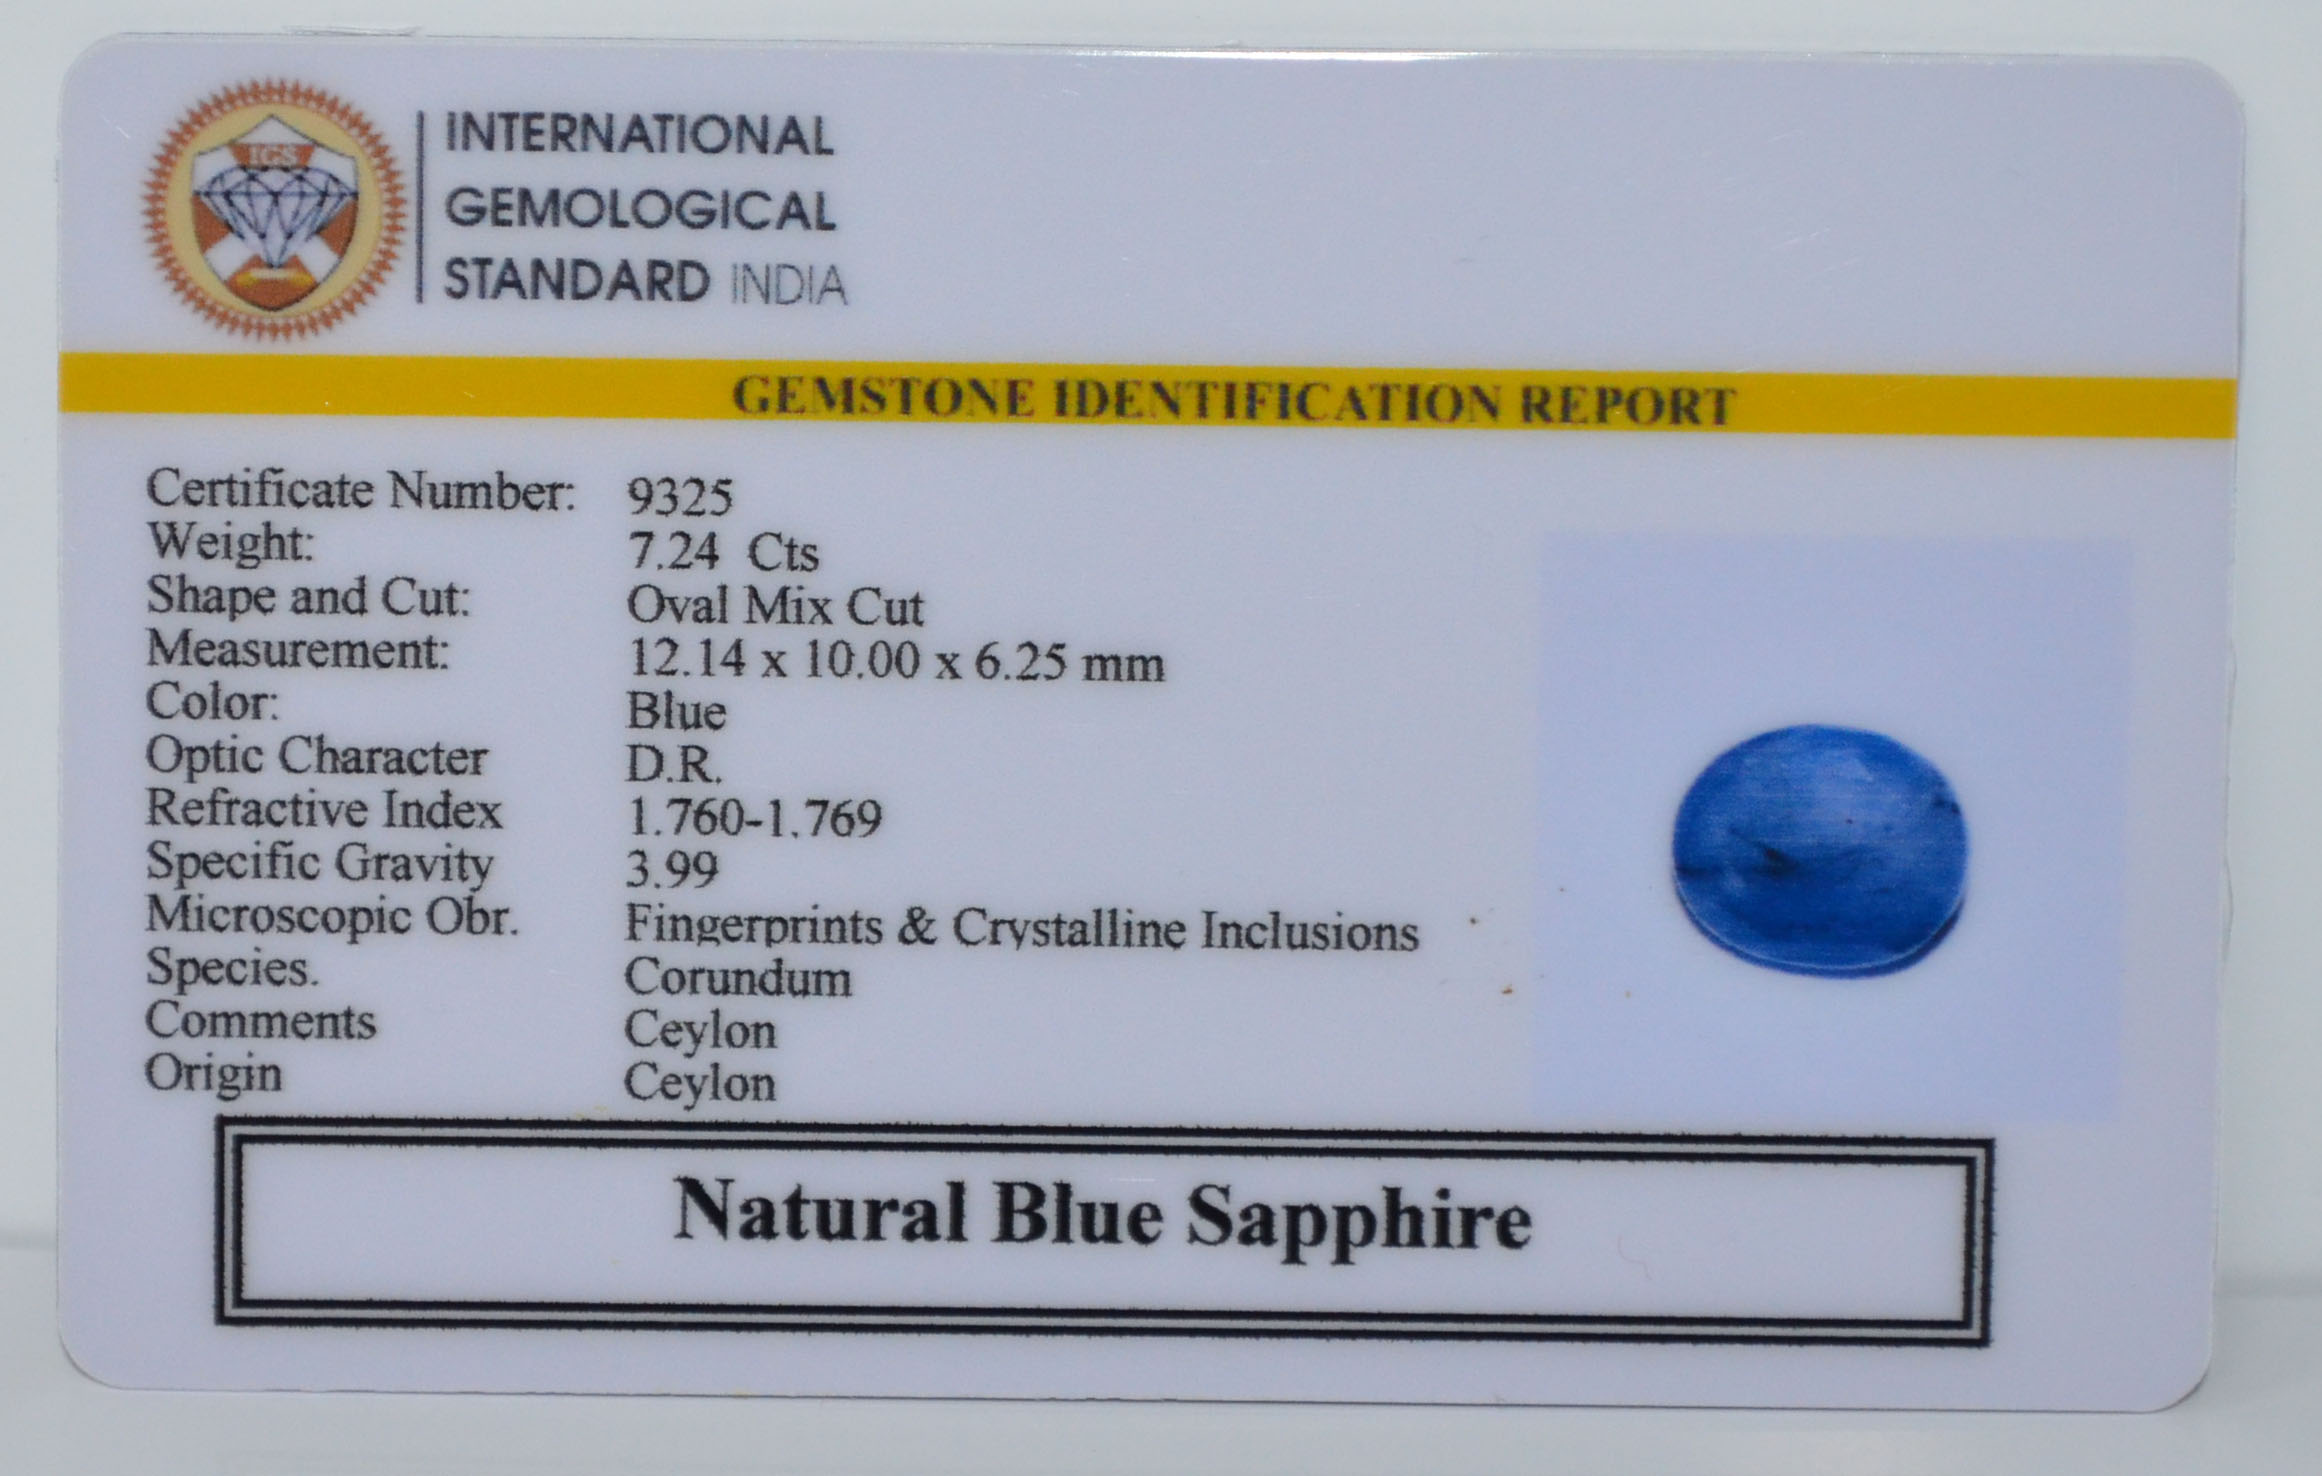 IGS
INTERNATIONAL
GEMOLOGICAL
STANDARD INDIA
GEMSTONE IDENTIFICATION REPORT
Certificate Number: 9325
Weight: 7.24 Cts
Shape and Cut: Oval Mix Cut
Measurement: 12.14 x 10.00 x 6.25 mm
Color: Blue
Optic Character D.R.
Refractive Index 1.760-1.769
Specific Gravity 3.99
Microscopic Obr. Fingerprints & Crystalline Inclusions
Species. Corundum
Comments Ceylon
Origin Ceylon
Natural Blue Sapphire